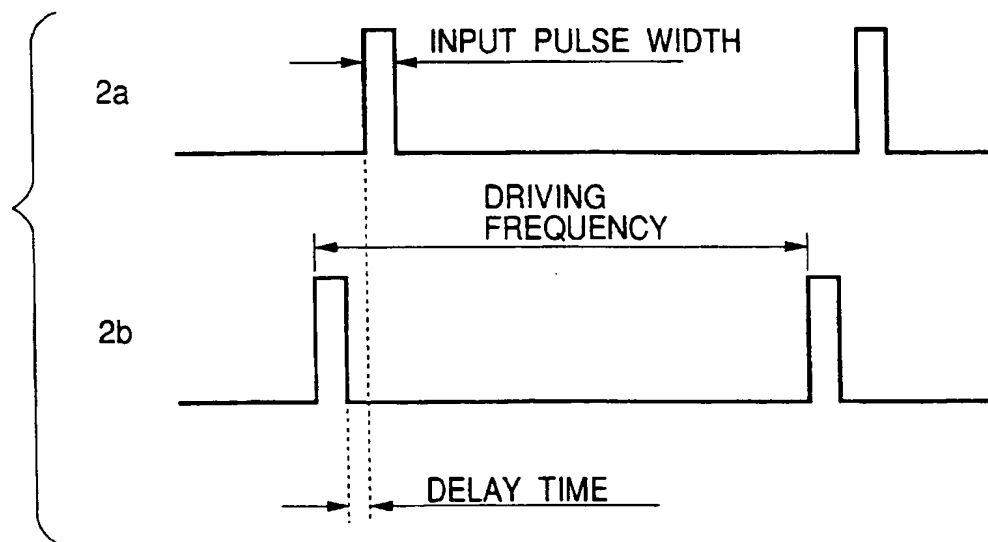 INPUT PULSE WIDTH
2a
DRIVING
FREQUENCY
2b
DELAY TIME